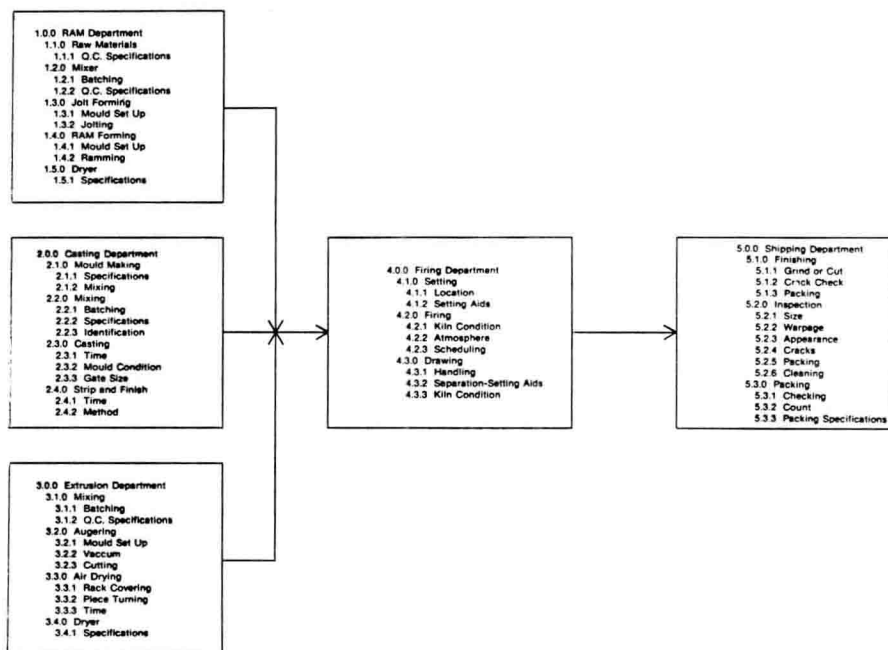 1.0.0 RAM Department
1.1.0 Raw Materials
1.1.1 Q.C. Specifications
1.2.0 Mixer
1.2.1 Batching
1.2.2 Q.C. Specifications
1.3.0 Jolt Forming
1.3.1 Mould Set Up
1.3.2 Jolting
1.4.0 RAM Forming
1.4.1 Mould Set Up
1.4.2 Ramming
1.5.0 Dryer
1.5.1 Specifications
2.0.0 Casting Department
2.1.0 Mould Making
2.1.1 Specifications
2.1.2 Mixing
2.2.0 Mixing
2.2.1 Batching
2.2.2 Specifications
2.2.3 Identification
2.3.0 Casting
2.3.1 Time
2.3.2 Mould Condition
2.3.3 Gate Size
2.4.0 Strip and Finish
2.4.1 Time
2.4.2 Method
3.0.0 Extrusion Department
3.1.0 Mixing
3.1.1 Batching
3.1.2 Q.C. Specifications
3.2.0 Augering
3.2.1 Mould Set Up
3.2.2 Vaccum
3.2.3 Cutting
3.3.0 Air Drying
3.3.1 Rack Covering
3.3.2 Piece Turning
3.3.3 Time
3.4.0 Dryer
3.4.1 Specifications
4.0.0 Firing Department
4.1.0 Setting
4.1.1 Location
4.1.2 Setting Aids
4.2.0 Firing
4.2.1 Kiln Condition
4.2.2 Atmosphere
4.2.3 Scheduling
4.3.0 Drawing
4.3.1 Handling
4.3.2 Separation-Setting Aids
4.3.3 Kiln Condition
5.0.0 Shipping Department
5.1.0 Finishing
5.1.1 Grind or Cut
5.1.2 Crack Check
5.1.3 Packing
5.2.0 Inspection
5.2.1 Size
5.2.2 Warpage
5.2.3 Appearance
5.2.4 Cracks
5.2.5 Packing
5.2.6 Cleaning
5.3.0 Packing
5.3.1 Checking
5.3.2 Count
5.3.3 Packing Specifications